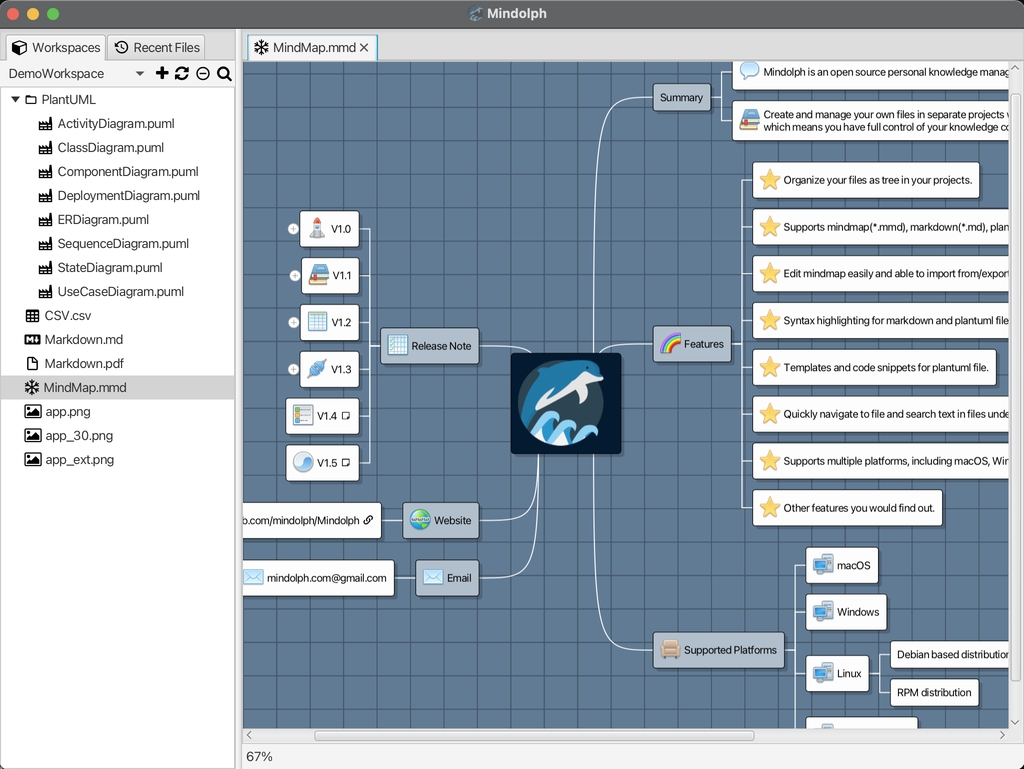 Mindolph
Workspaces
Recent Files
MindMap.mmd
DemoWorkspace
PlantUML
ActivityDiagram.puml
ClassDiagram.puml
ComponentDiagram.puml
DeploymentDiagram.puml
ERDiagram.puml
SequenceDiagram.puml
StateDiagram.puml
UseCaseDiagram.puml
CSV.csv
Markdown.md
Markdown.pdf
MindMap.mmd
app.png
app_30.png
app_ext.png
V1.0
V1.1
V1.2
V1.3
V1.4
V1.5
Release Note
b.com/mindolph/Mindolph
Website
mindolph.com@gmail.com
Email
Summary
Mindolph is an open source personal knowledge
Create and manage your own files in separate projects
which means you have full control of your knowledge
Features
Organize your files as tree in your projects.
Supports mindmap(*.mmd), markdown(*.md),
Edit mindmap easily and able to import from/export
Syntax highlighting for markdown and plantuml file
Templates and code snippets for plantuml file.
Quickly navigate to file and search text in files
Supports multiple platforms, including macOS,
Other features you would find out.
Supported Platforms
macOS
Windows
Linux
Debian based distribution
RPM distribution
67%